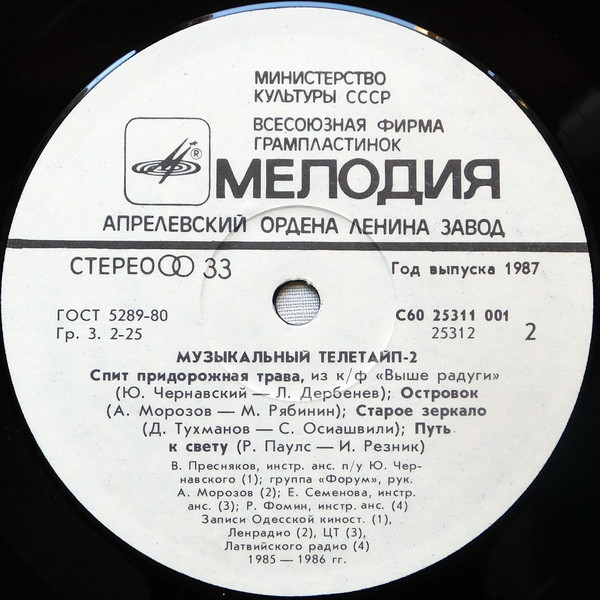 МИНИСТЕРСТВО
КУЛЬТУРЫ СССР
ВСЕСОЮЗНАЯ ФИРМА
ГРАМПЛАСТИНОК
® МЕЛОДИЯ
АПРЕЛЕВСКИЙ ОРДЕНА ЛЕНИНА ЗАВОД
СТЕРЕО 33 Год выпуска 1987
ГОСТ 5289-80 С60 25311 001
Гр. 3. 2-25 25312 2
МУЗЫКАЛЬНЫЙ ТЕЛЕТАЙП-2
Спит придорожная трава, из к/ф «Выше радуги»
(Ю. Чернавский — Л. Дербенев); Островок
(А. Морозов — М. Рябинин); Старое зеркало
(Д. Тухманов — С. Осиашвили); Путь
к свету (Р. Паулс — И. Резник)
В. Пресняков, инстр. анс. п/у Ю. Чер-
навского (1); группа «Форум», рук.
А. Морозов (2); Е. Семенова, инстр.
анс. (3); Р. Фомин, инстр. анс. (4)
Записи Одесской киност. (1),
Ленрадио (2), ЦТ (3),
Латвийского радио (4)
1985 — 1986 гг.